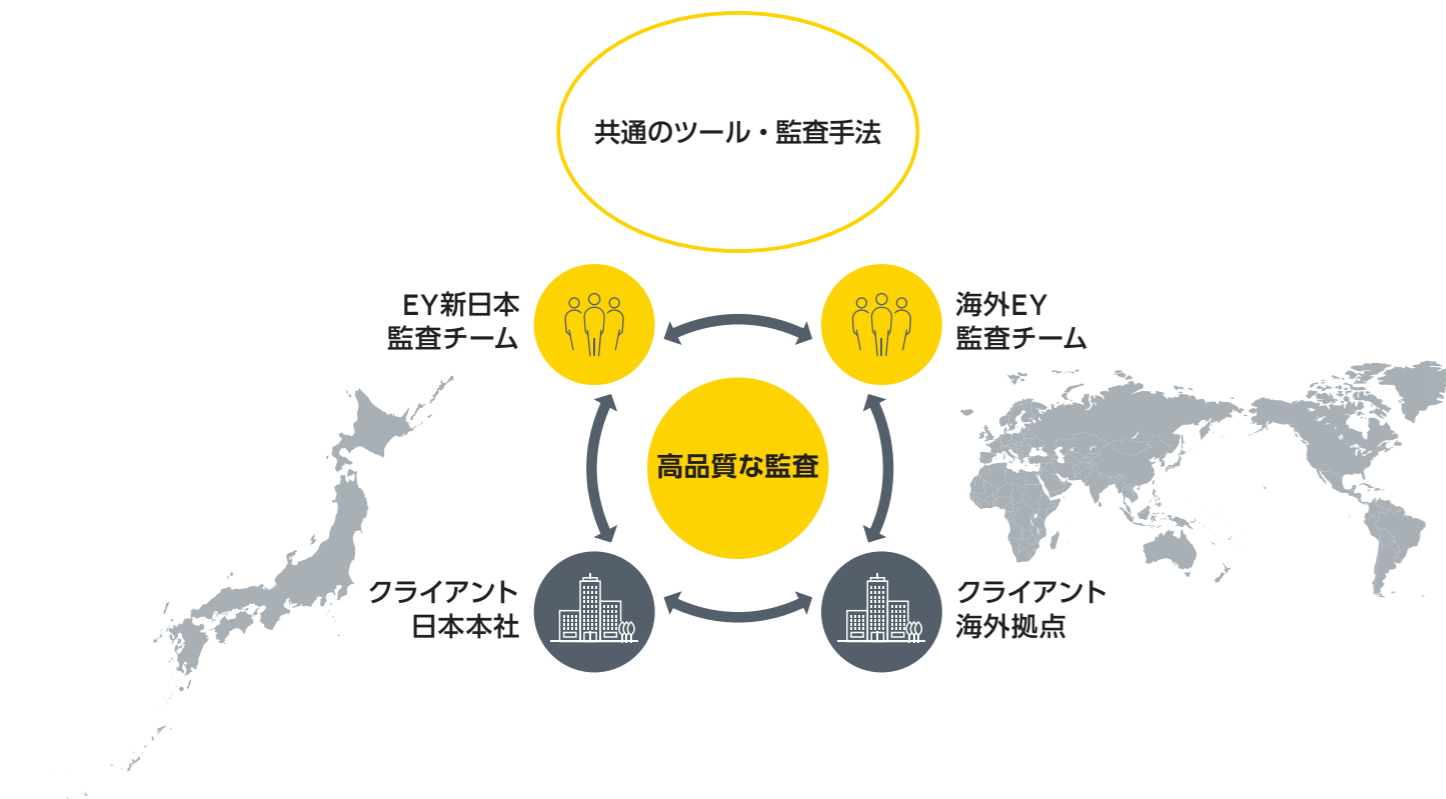 共通のツール・監査手法
EY新日本
監査チーム
海外EY
監査チーム
高品質な監査
クライアント
日本本社
クライアント
海外拠点